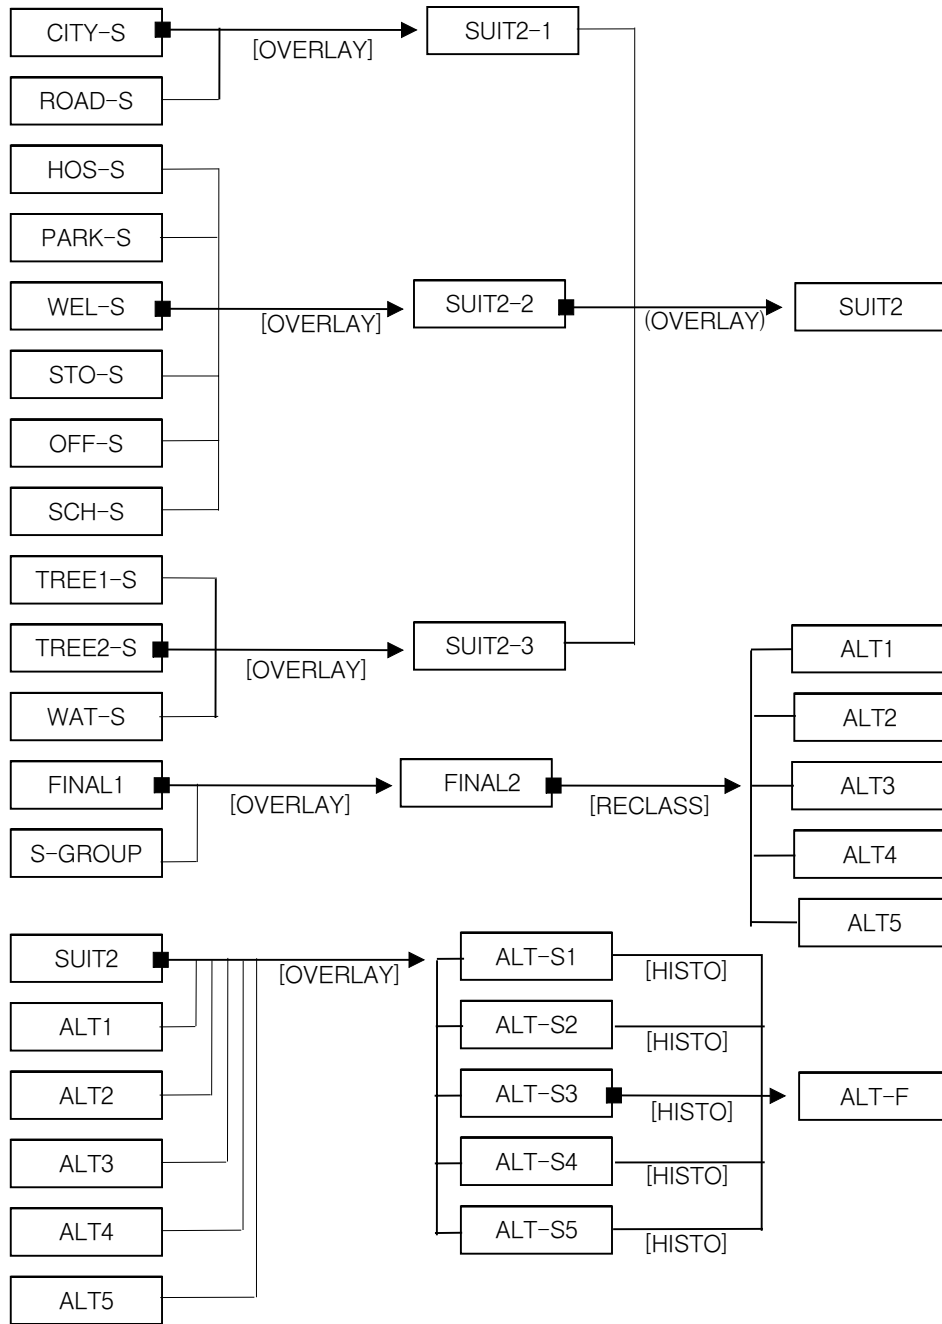 CITY-S
[OVERLAY]
SUIT2-1
ROAD-S
HOS-S
PARK-S
WEL-S
[OVERLAY]
SUIT2-2
(OVERLAY)
SUIT2
STO-S
OFF-S
SCH-S
TREE1-S
TREE2-S
[OVERLAY]
SUIT2-3
WAT-S
FINAL1
[OVERLAY]
FINAL2
[RECLASS]
S-GROUP
ALT1
ALT2
ALT3
ALT4
ALT5
SUIT2
[OVERLAY]
ALT1
ALT2
ALT3
ALT4
ALT5
ALT-S1
[HISTO]
ALT-S2
[HISTO]
ALT-S3
[HISTO]
ALT-S4
[HISTO]
ALT-S5
[HISTO]
ALT-F